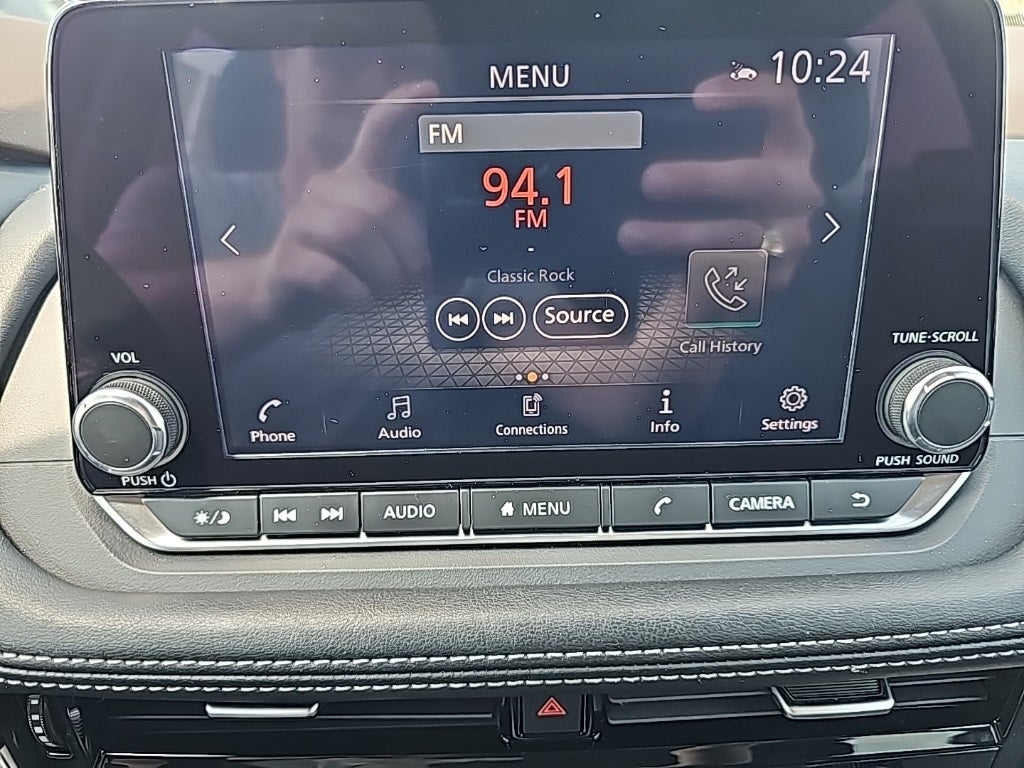 MENU
10:24
FM
94.1
FM
Classic Rock
Source
Call History
Phone
Audio
Connections
Info
Settings
VOL
PUSH
TUNE·SCROLL
PUSH SOUND
AUDIO
MENU
CAMERA